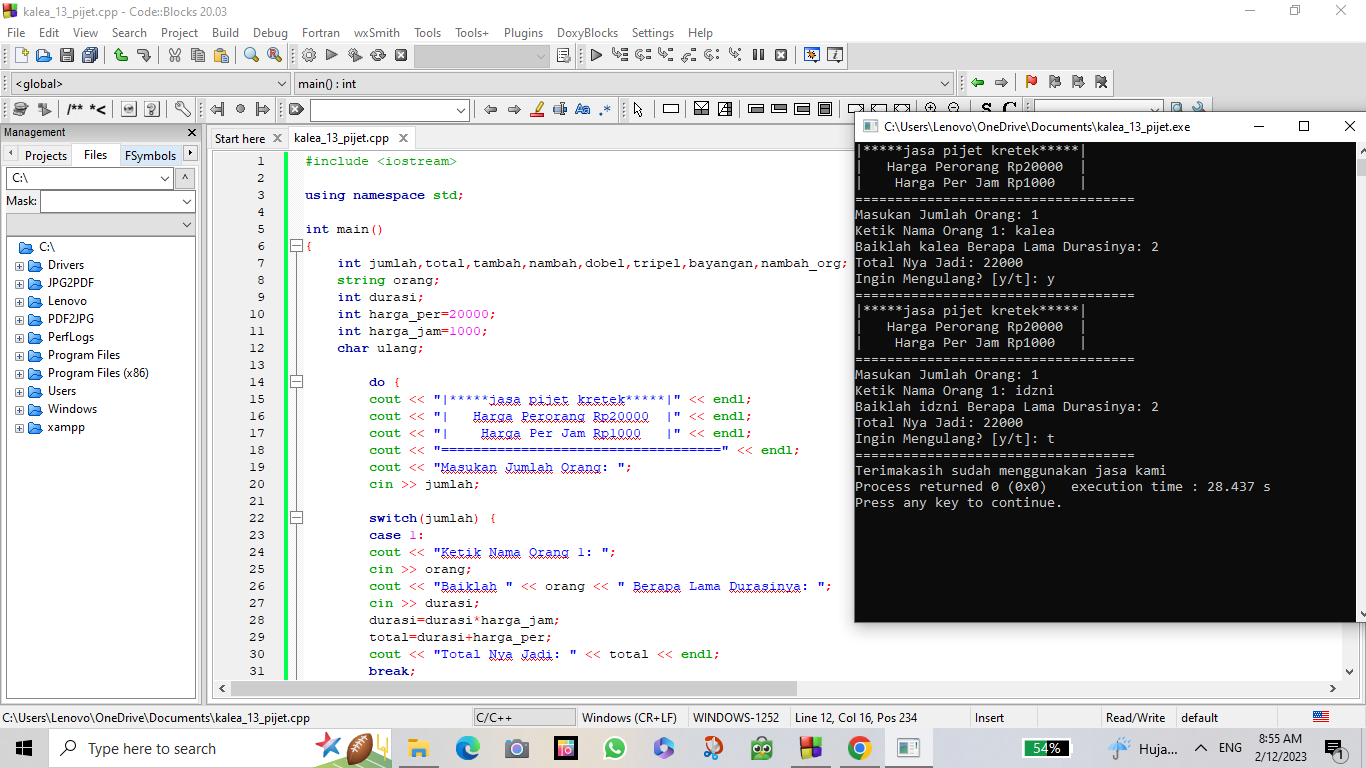 kalea_13_pijet.cpp - Code::Blocks 20.03
File Edit View Search Project Build Debug Fortran wxSmith Tools Tools+ Plugins DoxyBlocks Settings Help
<global>
main() : int
/** *<
Aa .*
S C
Management
Projects Files FSymbols
C:\
Mask:
C:\
Drivers
JPG2PDF
Lenovo
PDF2JPG
PerfLogs
Program Files
Program Files (x86)
Users
Windows
xampp
Start here kalea_13_pijet.cpp
1 #include <iostream>
2
3 using namespace std;
4
5 int main()
6 {
7 int jumlah,total,tambah,nambah,dobel,tripel,bayangan,nambah_org;
8 string orang;
9 int durasi;
10 int harga_per=20000;
11 int harga_jam=1000;
12 char ulang;
13
14 do {
15 cout << "|*****jasa pijet kretek*****|" << endl;
16 cout << "|   Harga Perorang Rp20000  |" << endl;
17 cout << "|    Harga Per Jam Rp1000   |" << endl;
18 cout << "===================================" << endl;
19 cout << "Masukan Jumlah Orang: ";
20 cin >> jumlah;
21
22 switch(jumlah) {
23 case 1:
24 cout << "Ketik Nama Orang 1: ";
25 cin >> orang;
26 cout << "Baiklah " << orang << " Berapa Lama Durasinya: ";
27 cin >> durasi;
28 durasi=durasi*harga_jam;
29 total=durasi+harga_per;
30 cout << "Total Nya Jadi: " << total << endl;
31 break;
C:\Users\Lenovo\OneDrive\Documents\kalea_13_pijet.exe
|*****jasa pijet kretek*****|
|   Harga Perorang Rp20000  |
|    Harga Per Jam Rp1000   |
===================================
Masukan Jumlah Orang: 1
Ketik Nama Orang 1: kalea
Baiklah kalea Berapa Lama Durasinya: 2
Total Nya Jadi: 22000
Ingin Mengulang? [y/t]: y
===================================
|*****jasa pijet kretek*****|
|   Harga Perorang Rp20000  |
|    Harga Per Jam Rp1000   |
===================================
Masukan Jumlah Orang: 1
Ketik Nama Orang 1: idzni
Baiklah idzni Berapa Lama Durasinya: 2
Total Nya Jadi: 22000
Ingin Mengulang? [y/t]: t
===================================
Terimakasih sudah menggunakan jasa kami
Process returned 0 (0x0)   execution time : 28.437 s
Press any key to continue.
C:\Users\Lenovo\OneDrive\Documents\kalea_13_pijet.cpp C/C++ Windows (CR+LF) WINDOWS-1252 Line 12, Col 16, Pos 234 Insert Read/Write default
Type here to search
54% Huja... ENG 8:55 AM
2/12/2023
1